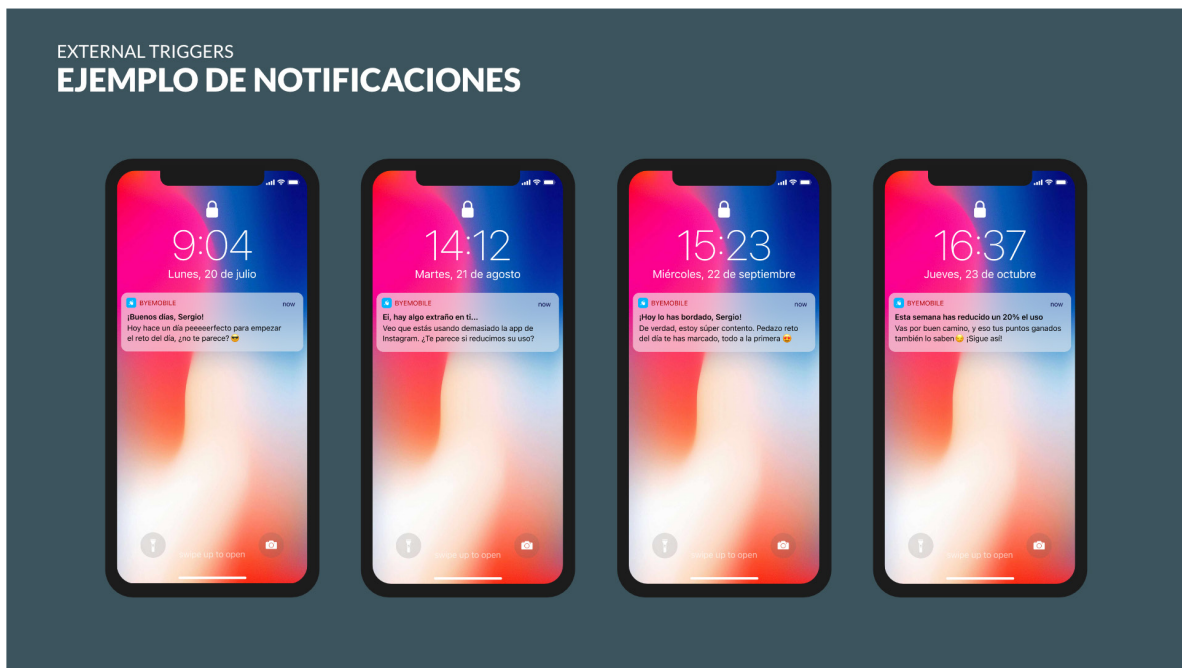 EXTERNAL TRIGGERS
EJEMPLO DE NOTIFICACIONES
9:04
Lunes, 20 de julio
BYEMOBILE now
¡Buenos días, Sergio!
Hoy hace un día peeeeerfecto para empezar
el reto del día, ¿no te parece? 😎
swipe up to open
14:12
Martes, 21 de agosto
BYEMOBILE now
Ei, hay algo extraño en ti...
Veo que estás usando demasiado la app de
Instagram. ¿Te parece si reducimos su uso?
swipe up to open
15:23
Miércoles, 22 de septiembre
BYEMOBILE now
¡Hoy lo has bordado, Sergio!
De verdad, estoy súper contento. Pedazo reto
del día te has marcado, todo a la primera 😍
swipe up to open
16:37
Jueves, 23 de octubre
BYEMOBILE now
Esta semana has reducido un 20% el uso
Vas por buen camino, y eso tus puntos ganados
también lo saben😏 ¡Sigue así!
swipe up to open